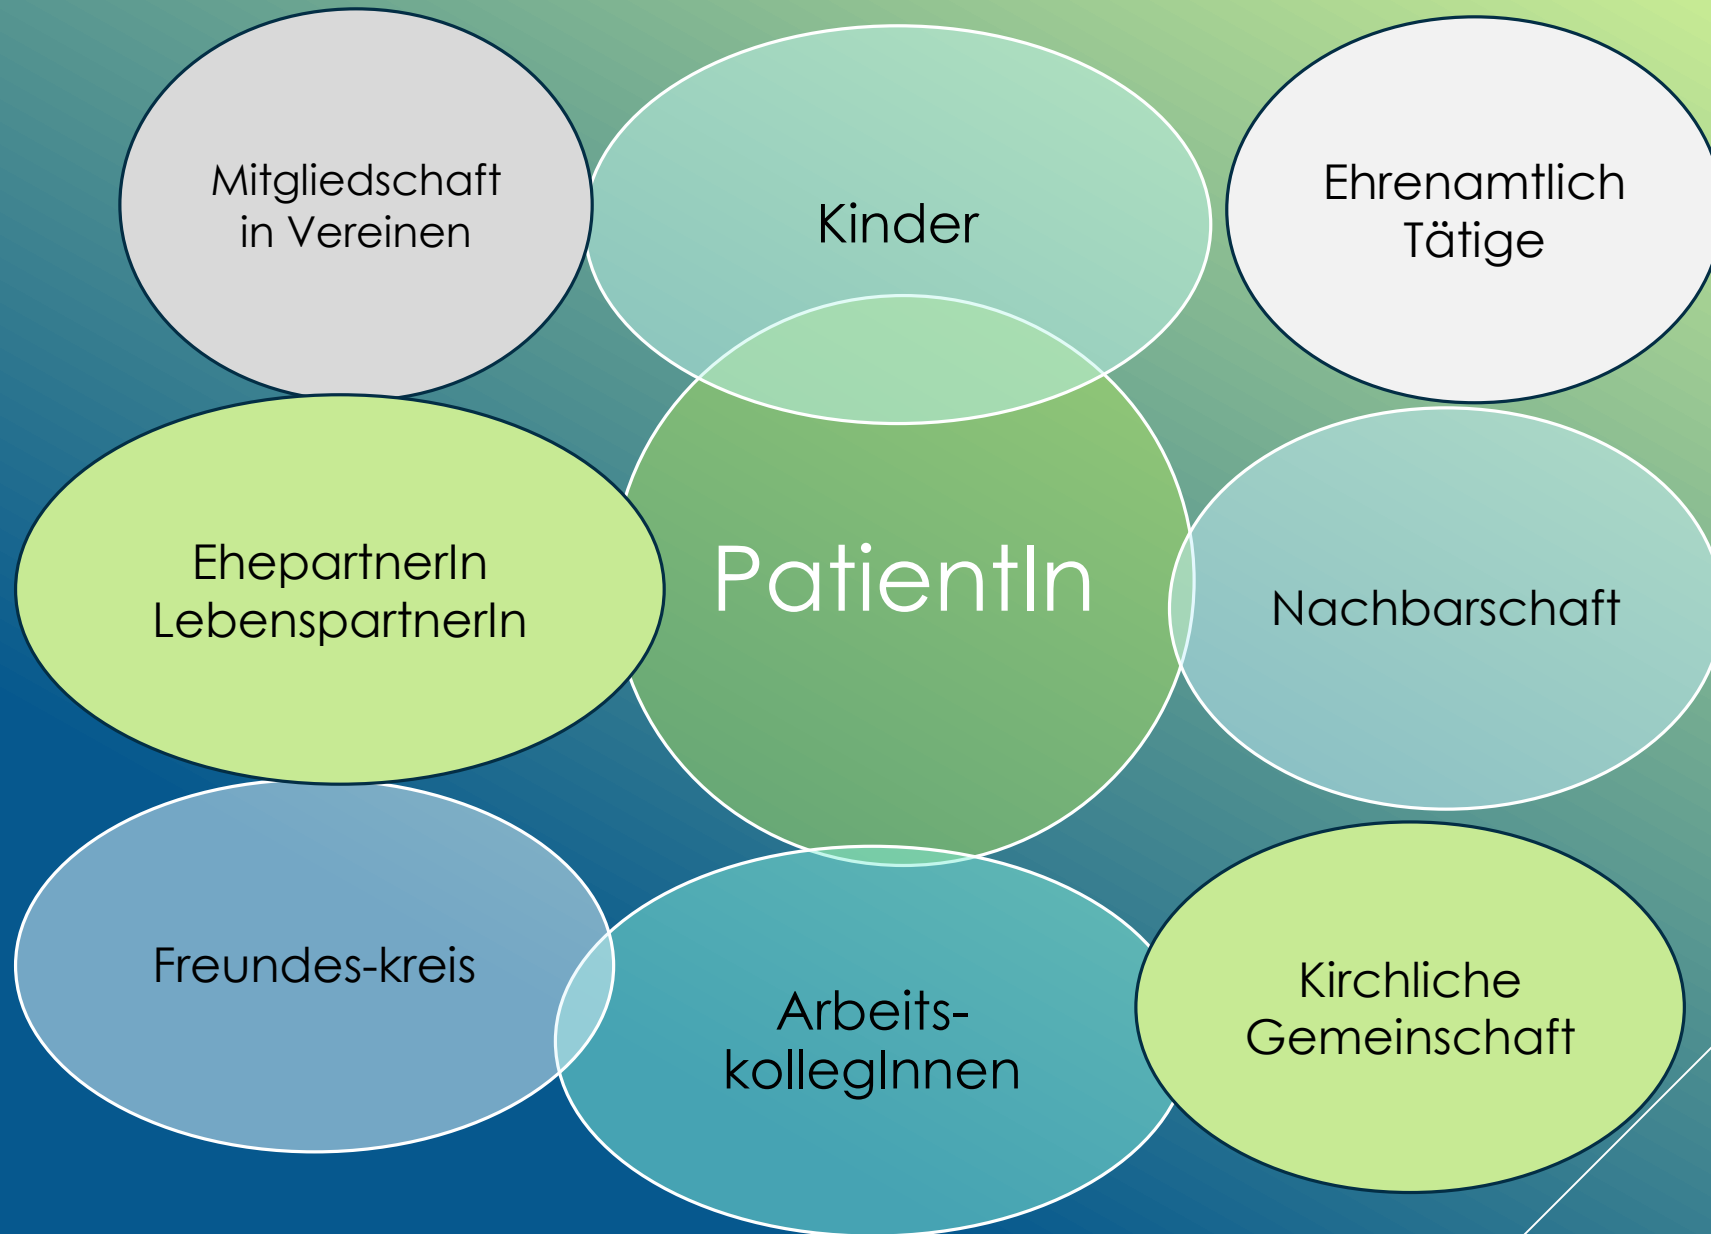 Mitgliedschaft
in Vereinen
Kinder
Ehrenamtlich
Tätige
EhepartnerIn
LebenspartnerIn
PatientIn
Nachbarschaft
Freundes-kreis
Arbeits-
kollegInnen
Kirchliche
Gemeinschaft